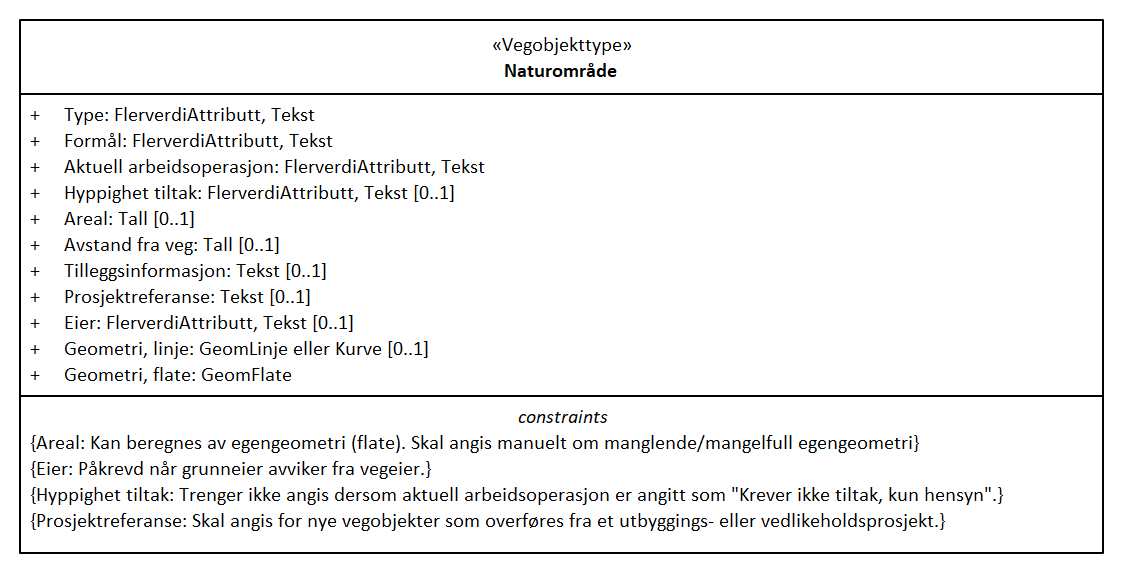 «Vegobjekttype»
Naturområde
+ Type: FlerverdiAttributt, Tekst
+ Formål: FlerverdiAttributt, Tekst
+ Aktuell arbeidsoperasjon: FlerverdiAttributt, Tekst
+ Hyppighet tiltak: FlerverdiAttributt, Tekst [0..1]
+ Areal: Tall [0..1]
+ Avstand fra veg: Tall [0..1]
+ Tilleggsinformasjon: Tekst [0..1]
+ Prosjektreferanse: Tekst [0..1]
+ Eier: FlerverdiAttributt, Tekst [0..1]
+ Geometri, linje: GeomLinje eller Kurve [0..1]
+ Geometri, flate: GeomFlate
constraints
{Areal: Kan beregnes av egengeometri (flate). Skal angis manuelt om manglende/mangelfull egengeometri}
{Eier: Påkrevd når grunneier avviker fra vegeier.}
{Hyppighet tiltak: Trenger ikke angis dersom aktuell arbeidsoperasjon er angitt som "Krever ikke tiltak, kun hensyn".}
{Prosjektreferanse: Skal angis for nye vegobjekter som overføres fra et utbyggings- eller vedlikeholdsprosjekt.}